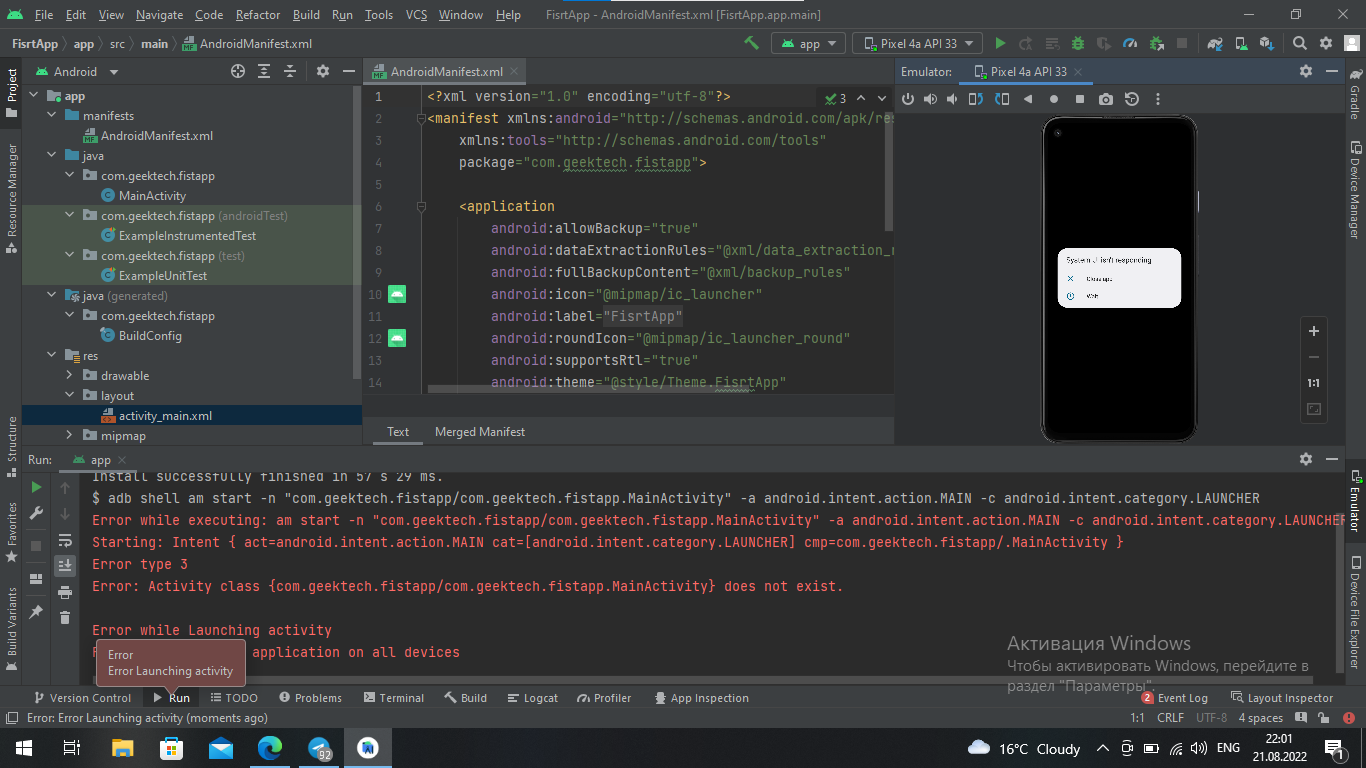 File Edit View Navigate Code Refactor Build Run Tools VCS Window Help FisrtApp - AndroidManifest.xml [FisrtApp.app.main]
FisrtApp app src main AndroidManifest.xml app Pixel 4a API 33
Android
AndroidManifest.xml
Emulator: Pixel 4a API 33
Project
Resource Manager
Structure
Favorites
Build Variants
app
manifests
AndroidManifest.xml
java
com.geektech.fistapp
MainActivity
com.geektech.fistapp (androidTest)
ExampleInstrumentedTest
com.geektech.fistapp (test)
ExampleUnitTest
java (generated)
com.geektech.fistapp
BuildConfig
res
drawable
layout
activity_main.xml
mipmap
3
1 <?xml version="1.0" encoding="utf-8"?>
2 <manifest xmlns:android="http://schemas.android.com/apk/res
3 xmlns:tools="http://schemas.android.com/tools"
4 package="com.geektech.fistapp">
5
6 <application
7 android:allowBackup="true"
8 android:dataExtractionRules="@xml/data_extraction_r
9 android:fullBackupContent="@xml/backup_rules"
10 android:icon="@mipmap/ic_launcher"
11 android:label="FisrtApp"
12 android:roundIcon="@mipmap/ic_launcher_round"
13 android:supportsRtl="true"
14 android:theme="@style/Theme.FisrtApp"
Text Merged Manifest
System UI isn't responding
Close app
Wait
1:1
Gradle
Device Manager
Emulator
Device File Explorer
Run: app
Install successfully finished in 57 s 29 ms.
$ adb shell am start -n "com.geektech.fistapp/com.geektech.fistapp.MainActivity" -a android.intent.action.MAIN -c android.intent.category.LAUNCHER
Error while executing: am start -n "com.geektech.fistapp/com.geektech.fistapp.MainActivity" -a android.intent.action.MAIN -c android.intent.category.LAUNCHER
Starting: Intent { act=android.intent.action.MAIN cat=[android.intent.category.LAUNCHER] cmp=com.geektech.fistapp/.MainActivity }
Error type 3
Error: Activity class {com.geektech.fistapp/com.geektech.fistapp.MainActivity} does not exist.
Error while Launching activity
application on all devices
Error
Error Launching activity
Активация Windows
Чтобы активировать Windows, перейдите в
раздел "Параметры".
Version Control Run TODO Problems Terminal Build Logcat Profiler App Inspection 2 Event Log Layout Inspector
Error: Error Launching activity (moments ago) 1:1 CRLF UTF-8 4 spaces
92 16°C Cloudy ENG 22:01
21.08.2022 1